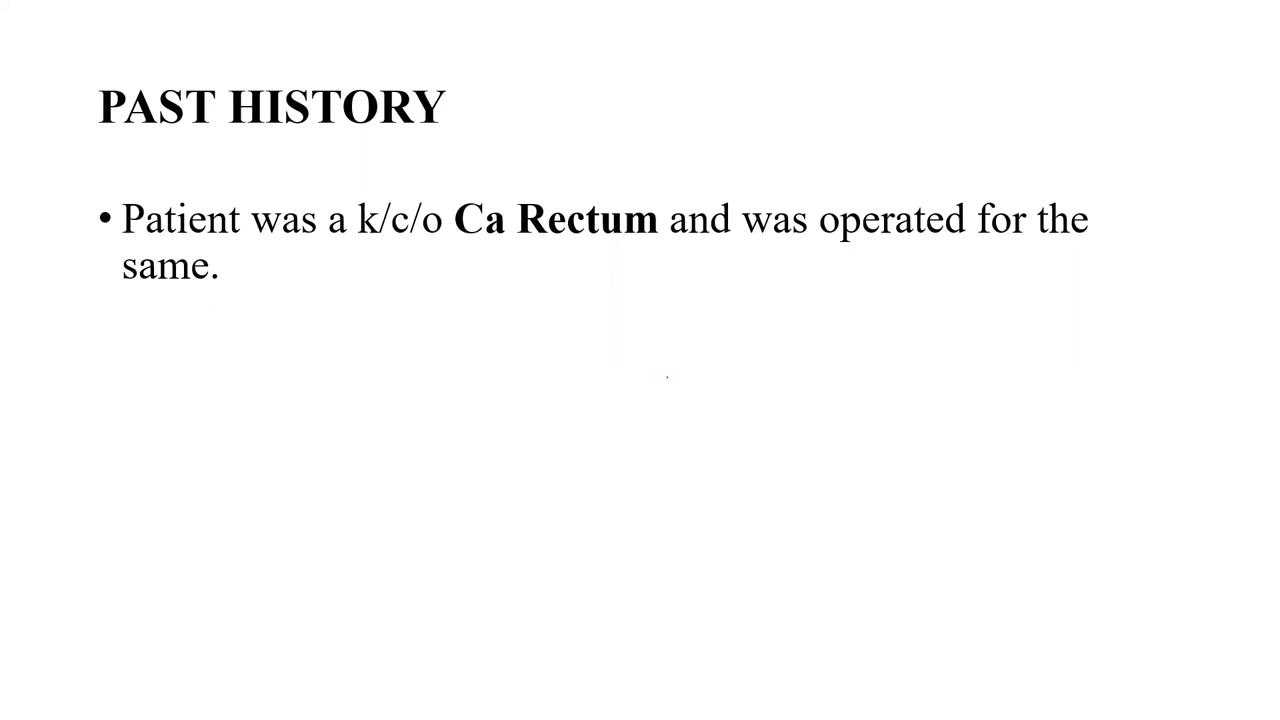 PAST HISTORY
• Patient was a k/c/o Ca Rectum and was operated for the
same.